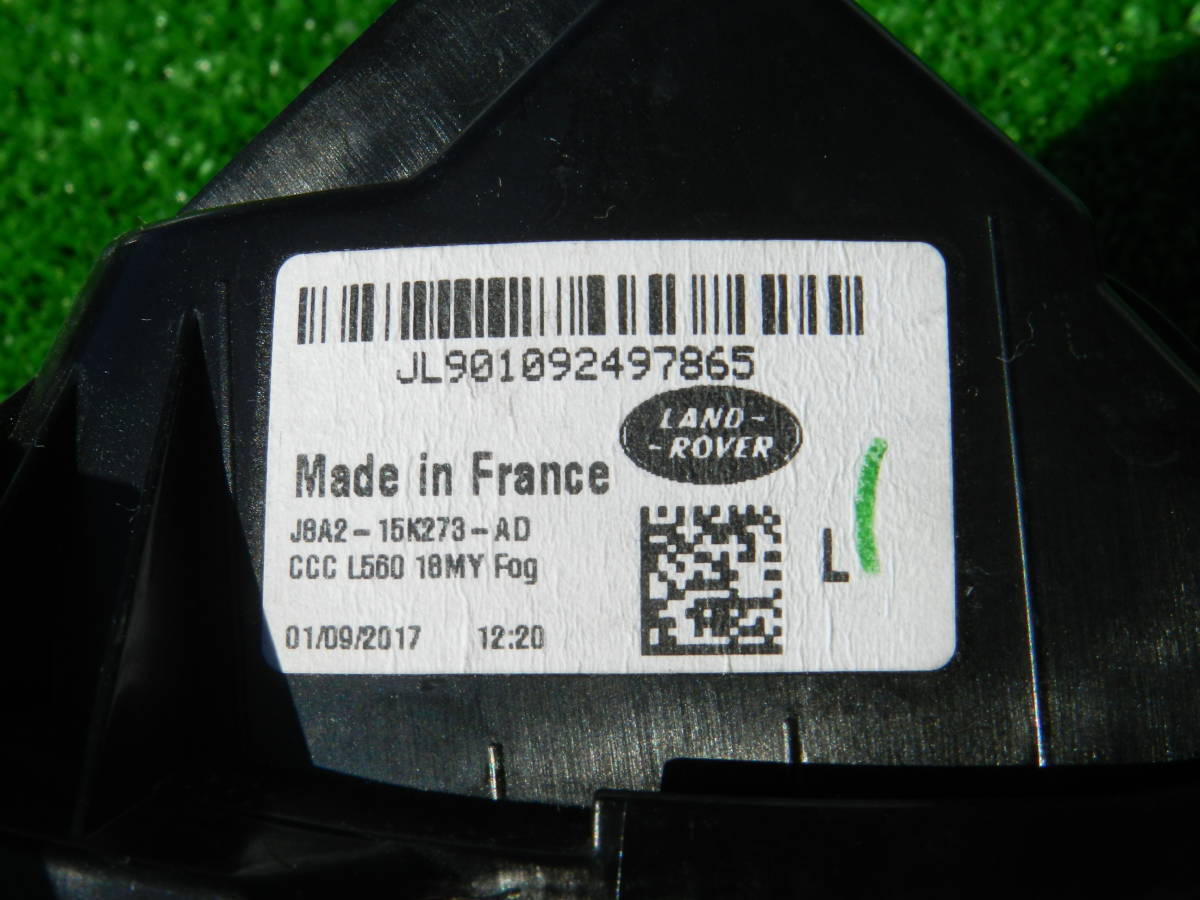 JL901092497865
LAND-
-ROVER
Made in France
J8A2-15K273-AD
CCC L560 18MY Fog
L
01/09/2017 12:20